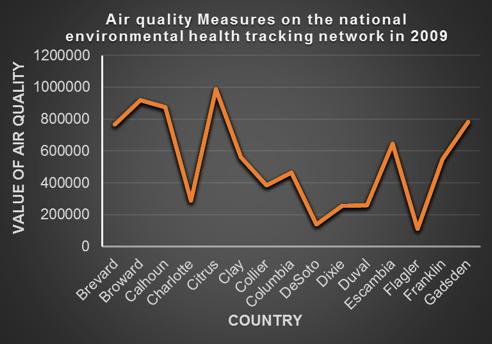 Air quality Measures on the national
environmental health tracking network in 2009
VALUE OF AIR QUALITY
1200000
1000000
800000
600000
400000
200000
0
Brevard
Broward
Calhoun
Charlotte
Citrus
Clay
Collier
Columbia
DeSoto
Dixie
Duval
Escambia
Flagler
Franklin
Gadsden
COUNTRY